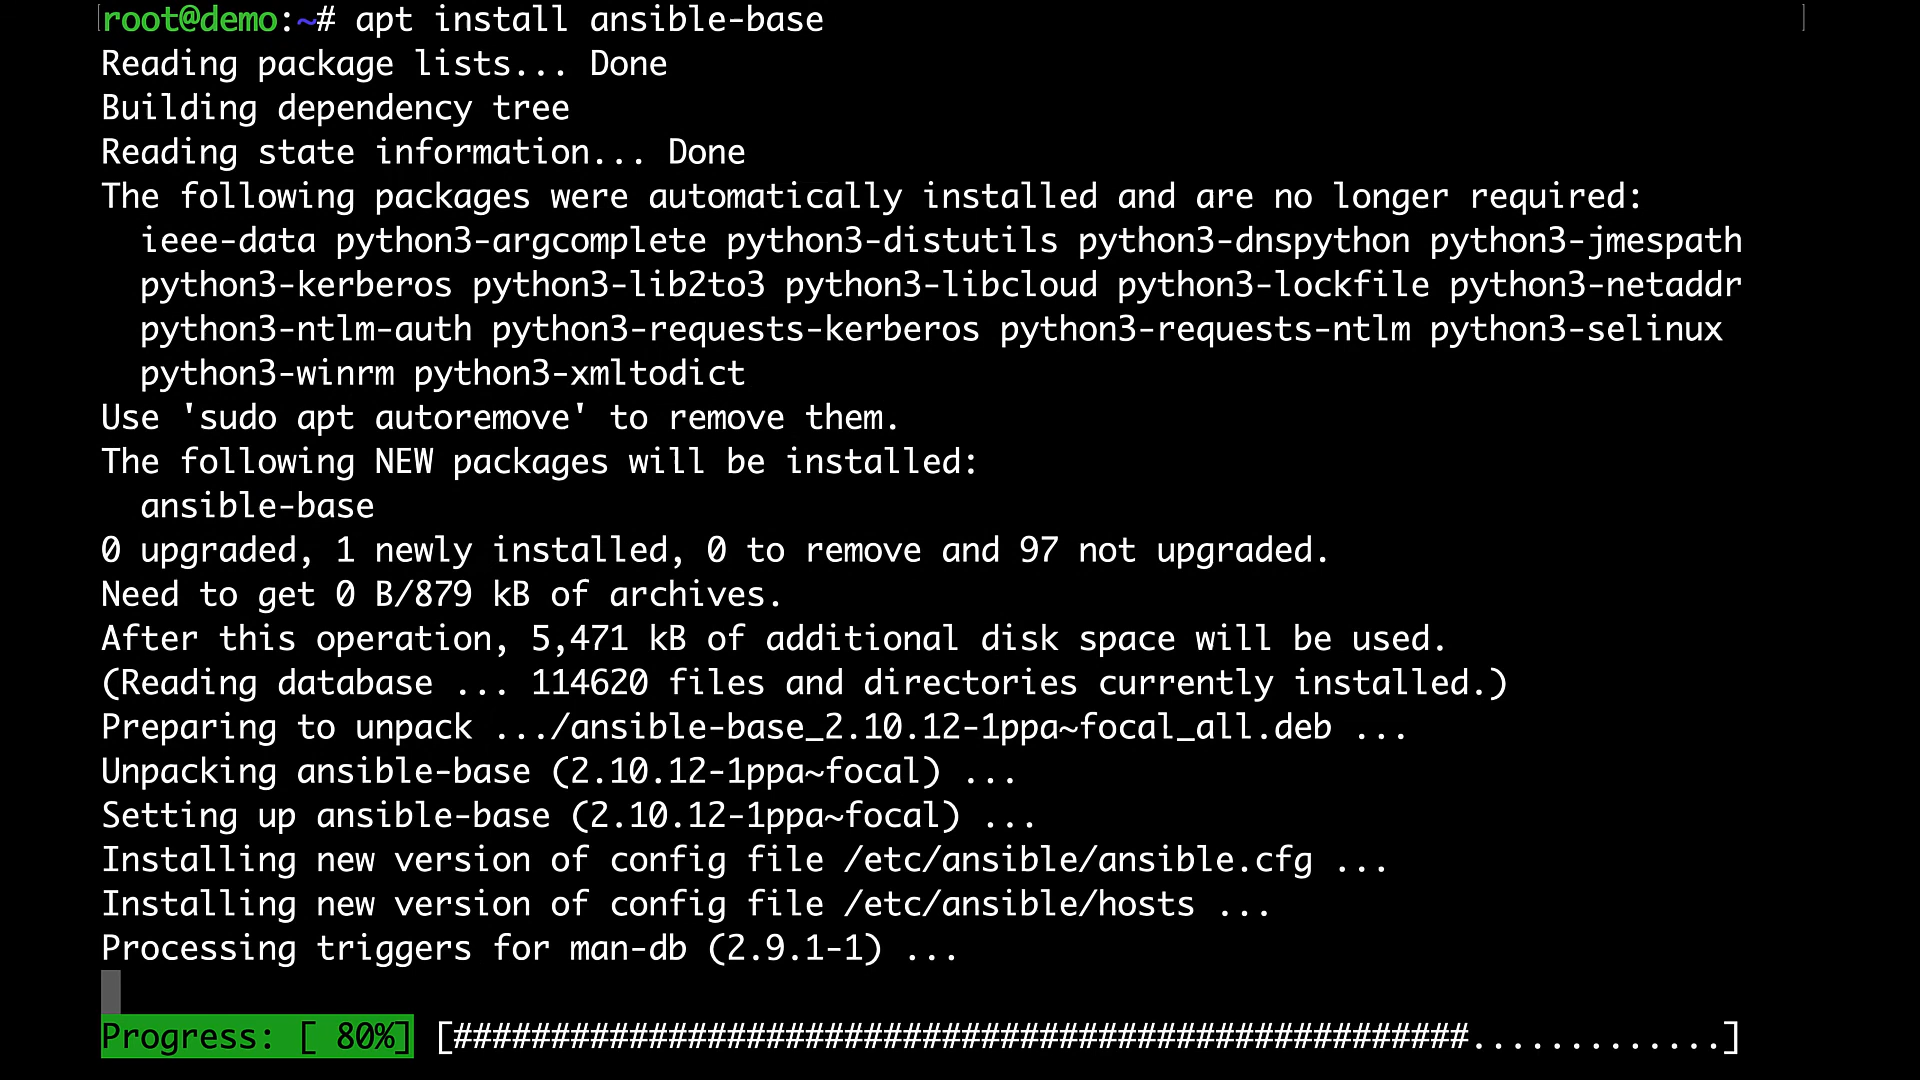 [root@demo:~# apt install ansible-base ]
Reading package lists... Done
Building dependency tree
Reading state information... Done
The following packages were automatically installed and are no longer required:
  ieee-data python3-argcomplete python3-distutils python3-dnspython python3-jmespath
  python3-kerberos python3-lib2to3 python3-libcloud python3-lockfile python3-netaddr
  python3-ntlm-auth python3-requests-kerberos python3-requests-ntlm python3-selinux
  python3-winrm python3-xmltodict
Use 'sudo apt autoremove' to remove them.
The following NEW packages will be installed:
  ansible-base
0 upgraded, 1 newly installed, 0 to remove and 97 not upgraded.
Need to get 0 B/879 kB of archives.
After this operation, 5,471 kB of additional disk space will be used.
(Reading database ... 114620 files and directories currently installed.)
Preparing to unpack .../ansible-base_2.10.12-1ppa~focal_all.deb ...
Unpacking ansible-base (2.10.12-1ppa~focal) ...
Setting up ansible-base (2.10.12-1ppa~focal) ...
Installing new version of config file /etc/ansible/ansible.cfg ...
Installing new version of config file /etc/ansible/hosts ...
Processing triggers for man-db (2.9.1-1) ...
Progress: [ 80%] [####################################################.............]